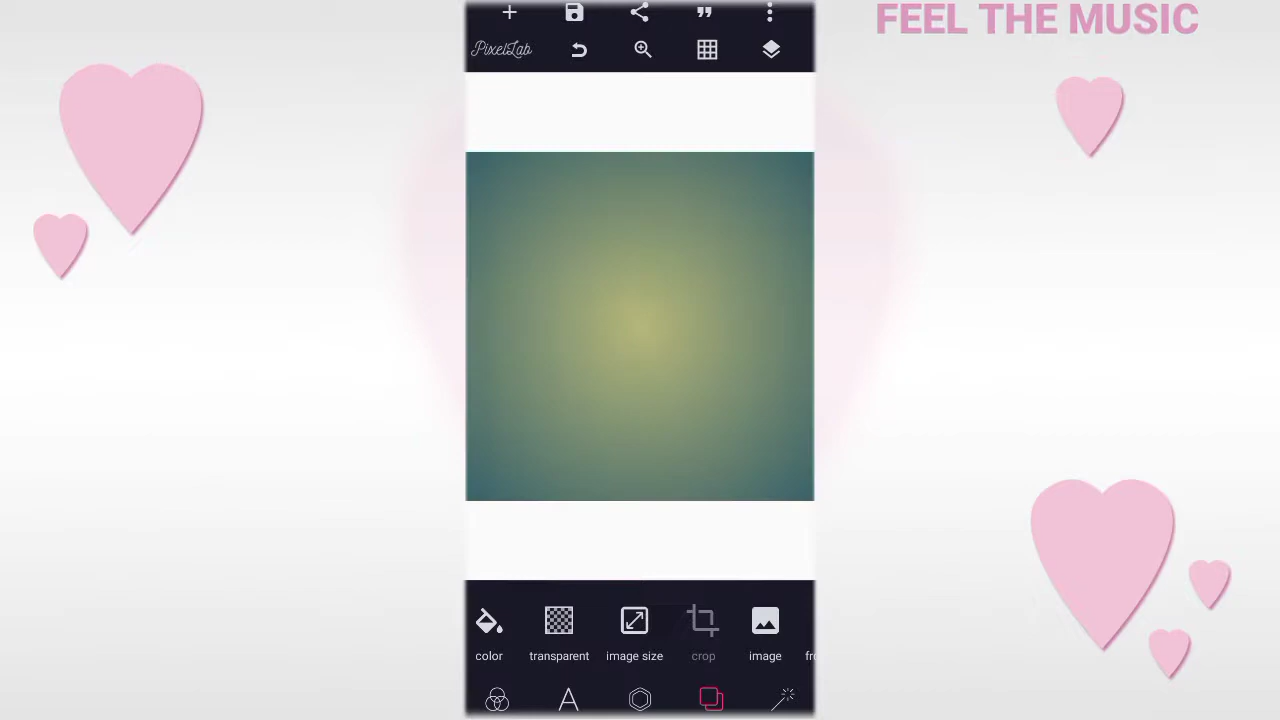 FEEL THE MUSIC
PixelLab
color
transparent
image size
crop
image